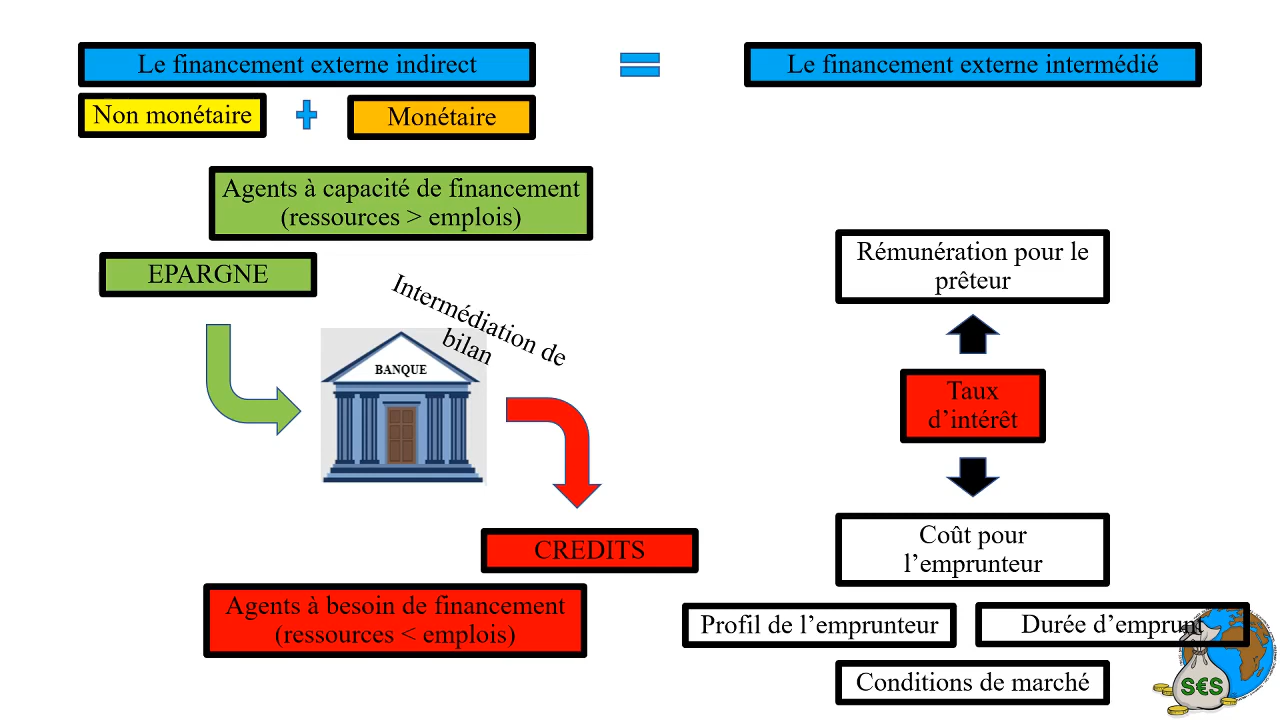 Le financement externe indirect
Le financement externe intermédié
Non monétaire
Monétaire
Agents à capacité de financement
(ressources > emplois)
EPARGNE
Intermédiation de
bilan
BANQUE
CREDITS
Agents à besoin de financement
(ressources < emplois)
Rémunération pour le
prêteur
Taux
d’intérêt
Coût pour
l’emprunteur
Profil de l’emprunteur
Durée d’emprunt
Conditions de marché
S€S